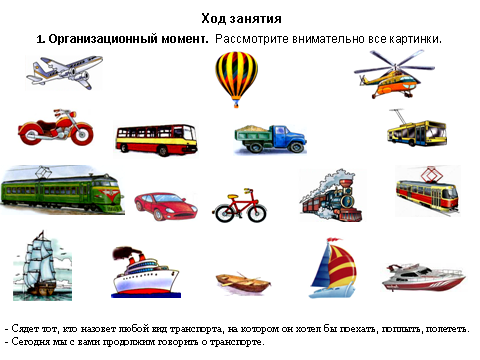 Ход занятия
1. Организационный момент. Рассмотрите внимательно все картинки.
- Сядет тот, кто назовет любой вид транспорта, на котором он хотел бы поехать, поплыть, полететь.
- Сегодня мы с вами продолжим говорить о транспорте.